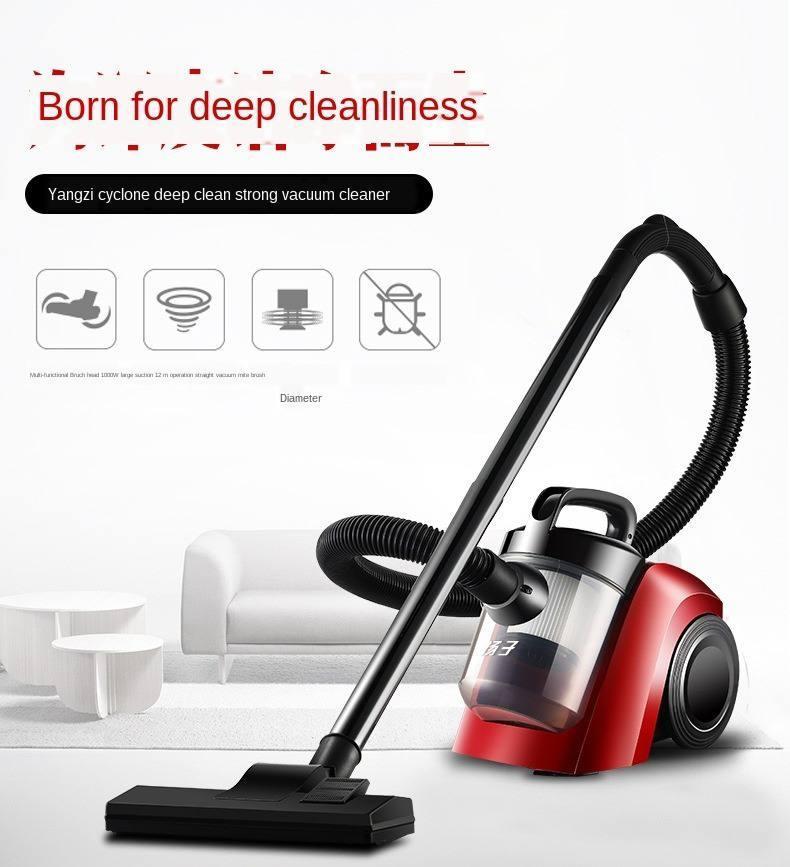 Born for deep cleanliness
Yangzi cyclone deep clean strong vacuum cleaner
Multi-functional Bruch head 1000W large suction 12 m operation straight vacuum mite brush
Diameter
扬子